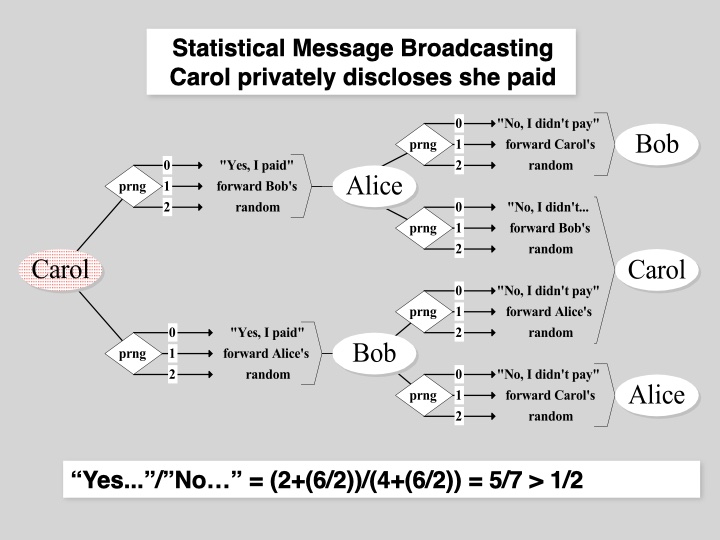 Statistical Message Broadcasting
Carol privately discloses she paid
0 "No, I didn't pay"
prng 1 forward Carol's
2 random
Bob
0 "Yes, I paid"
prng 1 forward Bob's
2 random
Alice
0 "No, I didn't...
prng 1 forward Bob's
2 random
Carol
Carol
0 "No, I didn't pay"
prng 1 forward Alice's
2 random
0 "Yes, I paid"
prng 1 forward Alice's
2 random
Bob
0 "No, I didn't pay"
prng 1 forward Carol's
2 random
Alice
“Yes...”/”No…” = (2+(6/2))/(4+(6/2)) = 5/7 > 1/2